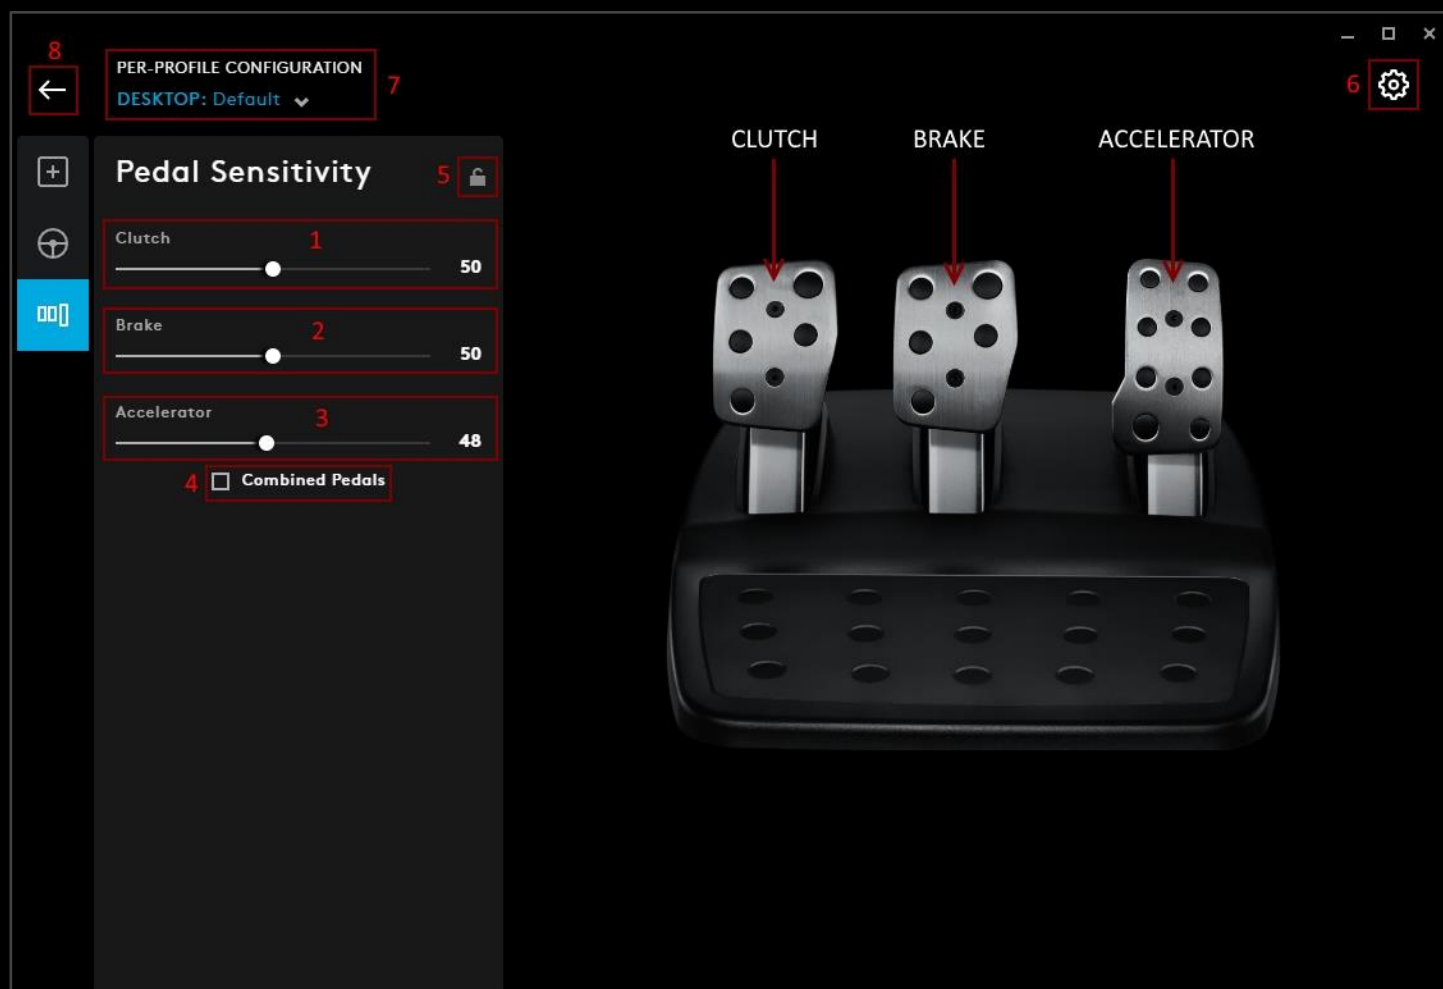 8
PER-PROFILE CONFIGURATION
DESKTOP: Default
7
6
CLUTCH
BRAKE
ACCELERATOR
Pedal Sensitivity
5
Clutch
1
50
Brake
2
50
Accelerator
3
48
4
Combined Pedals